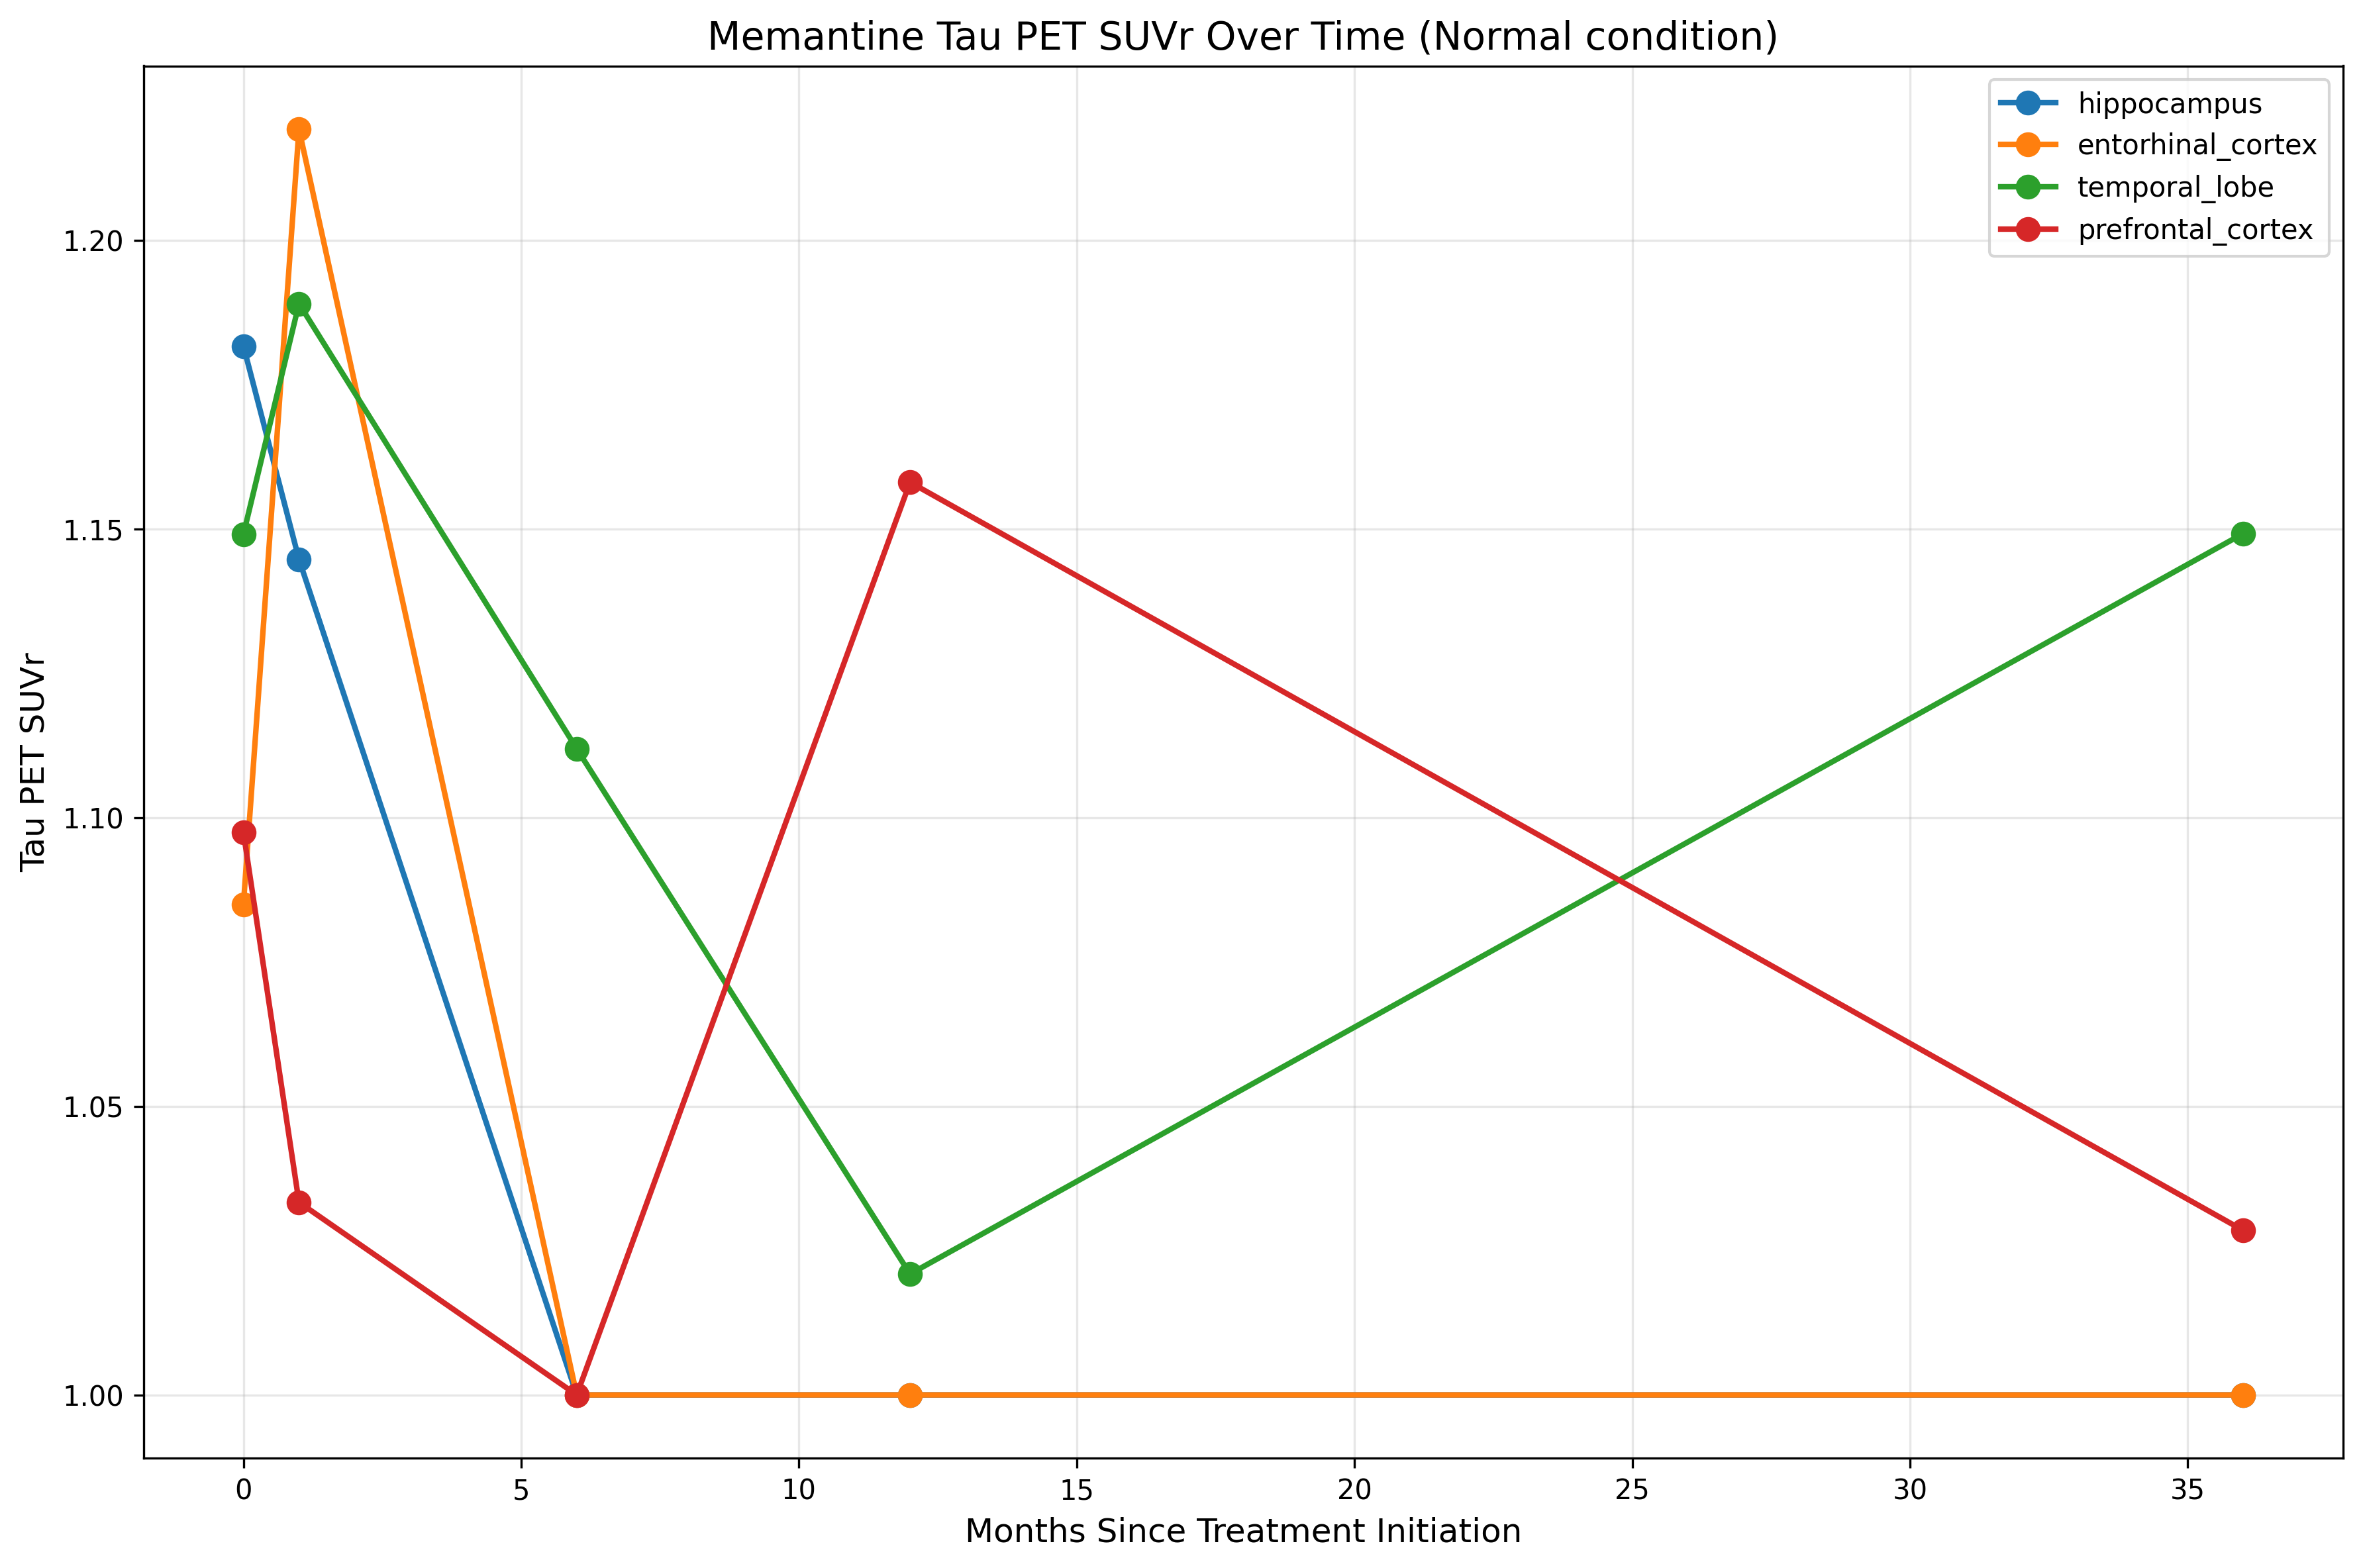 Memantine Tau PET SUVr Over Time (Normal condition)
hippocampus
entorhinal_cortex
temporal_lobe
prefrontal_cortex
Tau PET SUVr
1.20
1.15
1.10
1.05
1.00
0 5 10 15 20 25 30 35
Months Since Treatment Initiation